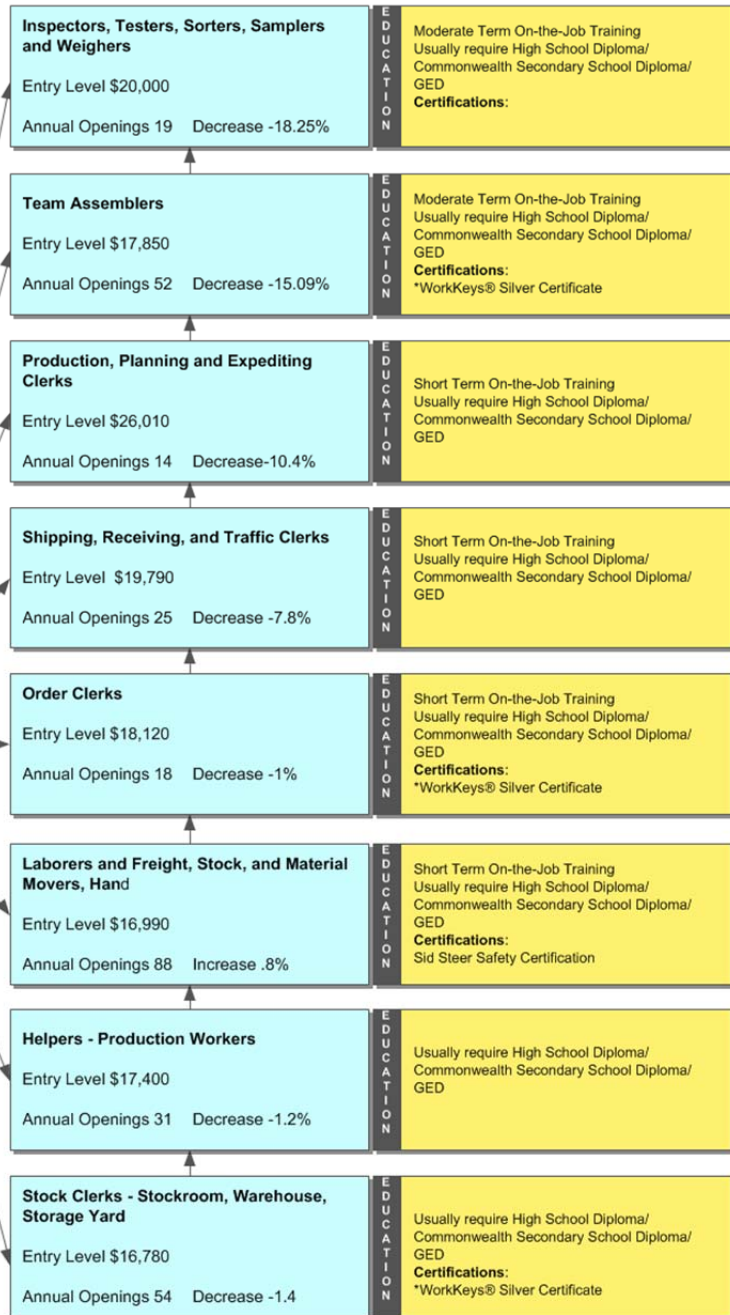 Inspectors, Testers, Sorters, Samplers
and Weighers
Entry Level $20,000
Annual Openings 19 Decrease -18.25%
EDUCATION
Moderate Term On-the-Job Training
Usually require High School Diploma/
Commonwealth Secondary School Diploma/
GED
Certifications:
Team Assemblers
Entry Level $17,850
Annual Openings 52 Decrease -15.09%
EDUCATION
Moderate Term On-the-Job Training
Usually require High School Diploma/
Commonwealth Secondary School Diploma/
GED
Certifications:
*WorkKeys® Silver Certificate
Production, Planning and Expediting
Clerks
Entry Level $26,010
Annual Openings 14 Decrease-10.4%
EDUCATION
Short Term On-the-Job Training
Usually require High School Diploma/
Commonwealth Secondary School Diploma/
GED
Shipping, Receiving, and Traffic Clerks
Entry Level $19,790
Annual Openings 25 Decrease -7.8%
EDUCATION
Short Term On-the-Job Training
Usually require High School Diploma/
Commonwealth Secondary School Diploma/
GED
Order Clerks
Entry Level $18,120
Annual Openings 18 Decrease -1%
EDUCATION
Short Term On-the-Job Training
Usually require High School Diploma/
Commonwealth Secondary School Diploma/
GED
Certifications:
*WorkKeys® Silver Certificate
Laborers and Freight, Stock, and Material
Movers, Hand
Entry Level $16,990
Annual Openings 88 Increase .8%
EDUCATION
Short Term On-the-Job Training
Usually require High School Diploma/
Commonwealth Secondary School Diploma/
GED
Certifications:
Sid Steer Safety Certification
Helpers - Production Workers
Entry Level $17,400
Annual Openings 31 Decrease -1.2%
EDUCATION
Usually require High School Diploma/
Commonwealth Secondary School Diploma/
GED
Stock Clerks - Stockroom, Warehouse,
Storage Yard
Entry Level $16,780
Annual Openings 54 Decrease -1.4
EDUCATION
Usually require High School Diploma/
Commonwealth Secondary School Diploma/
GED
Certifications:
*WorkKeys® Silver Certificate